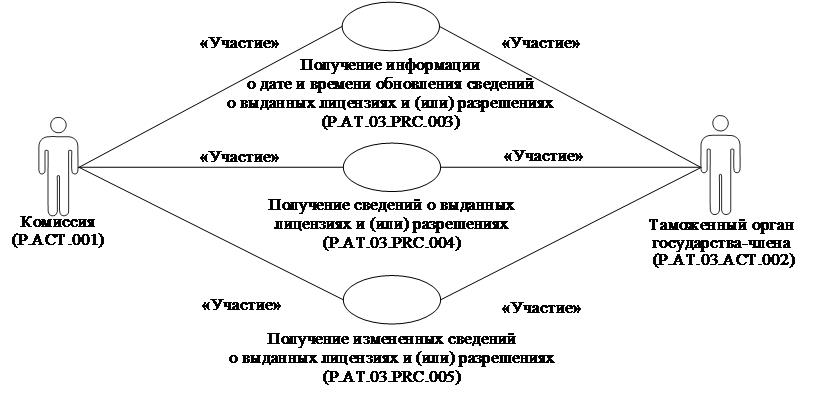 «Участие»
«Участие»
Получение информации
о дате и времени обновления сведений
о выданных лицензиях и (или) разрешениях
(P.AT.03.PRC.003)
«Участие»
«Участие»
Получение сведений о выданных
лицензиях и (или) разрешениях
(P.AT.03.PRC.004)
Комиссия
(P.ACT.001)
Таможенный орган
государства-члена
(P.AT.03.ACT.002)
«Участие»
«Участие»
Получение измененных сведений
о выданных лицензиях и (или) разрешениях
(P.AT.03.PRC.005)